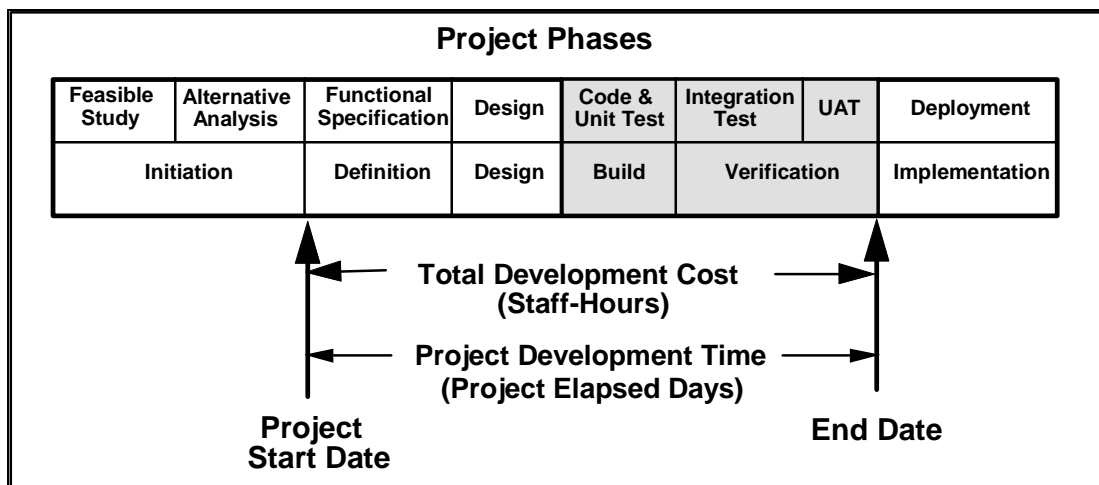 Project Phases
Feasible Study
Alternative Analysis
Functional Specification
Design
Code & Unit Test
Integration Test
UAT
Deployment
Initiation
Definition
Design
Build
Verification
Implementation
Total Development Cost
(Staff-Hours)
Project Development Time
(Project Elapsed Days)
Project
Start Date
End Date